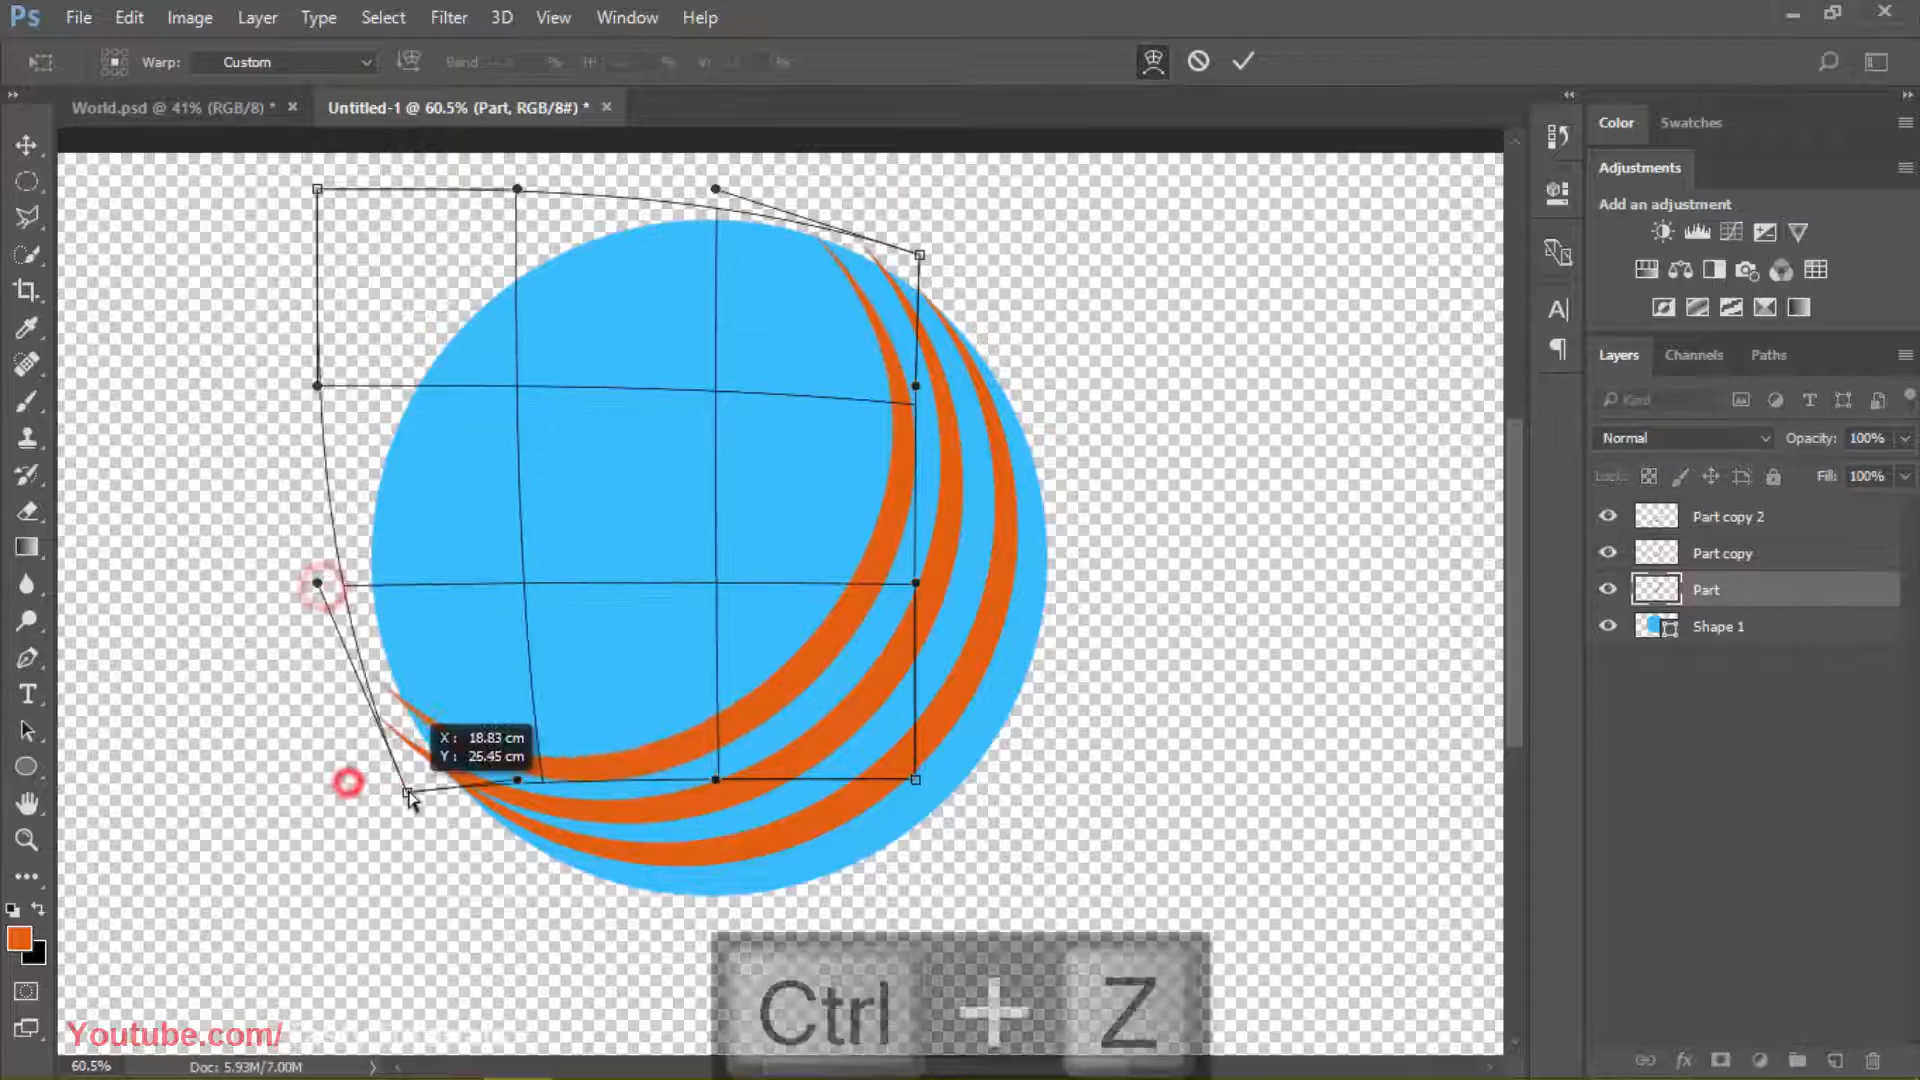 Ps File Edit Image Layer Type Select Filter 3D View Window Help
Warp: Custom Bend % H: % V: %
World.psd @ 41% (RGB/8) * × Untitled-1 @ 60.5% (Part, RGB/8#) * ×
Color Swatches
Adjustments
Add an adjustment
Layers Channels Paths
Kind
Normal Opacity: 100%
Lock: Fill: 100%
Part copy 2
Part copy
Part
Shape 1
X : 18.83 cm
Y : 25.45 cm
Ctrl + Z
Youtube.com/
60.5% Doc: 5.93M/7.00M